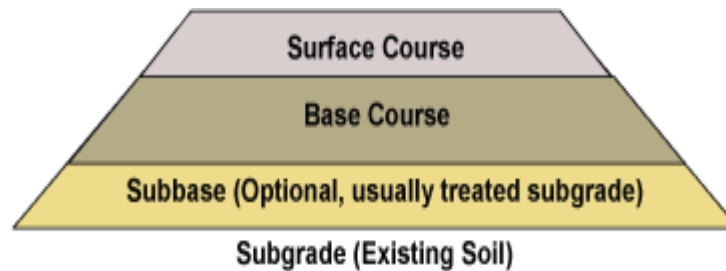 Surface Course
Base Course
Subbase (Optional, usually treated subgrade)
Subgrade (Existing Soil)